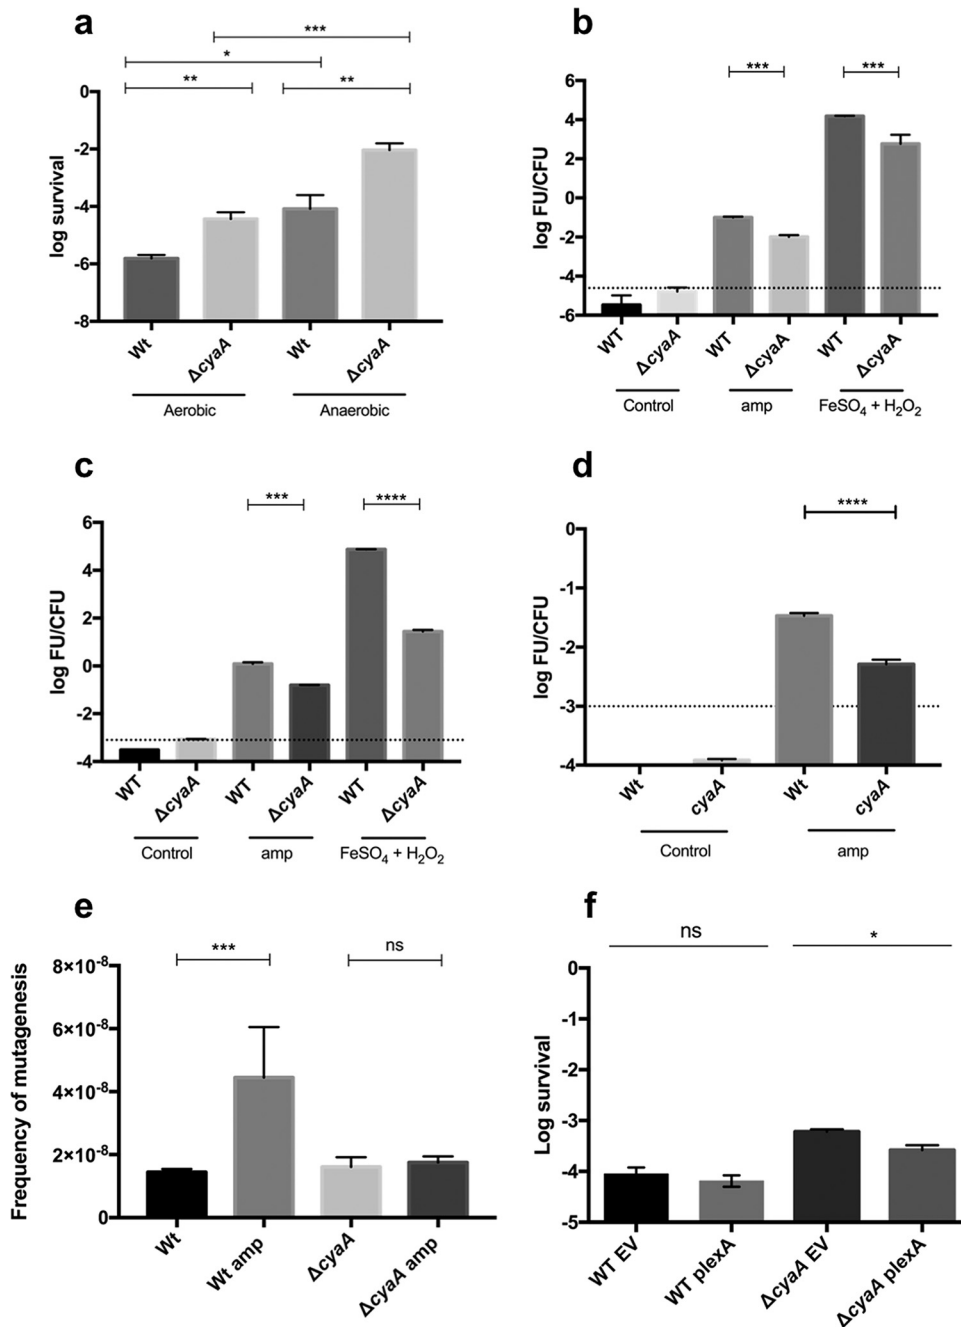 a
***
*
**
**
log survival
0
-2
-4
-6
-8
Wt
ΔcyaA
Wt
ΔcyaA
Aerobic
Anaerobic
b
***
***
log FU/CFU
6
4
2
0
-2
-4
-6
WT
ΔcyaA
WT
ΔcyaA
WT
ΔcyaA
Control
amp
FeSO₄ + H₂O₂
c
***
****
log FU/CFU
6
4
2
0
-2
-4
WT
ΔcyaA
WT
ΔcyaA
WT
ΔcyaA
Control
amp
FeSO₄ + H₂O₂
d
****
log FU/CFU
0
-1
-2
-3
-4
Wt
cyaA
Wt
cyaA
Control
amp
e
***
ns
Frequency of mutagenesis
8×10⁻⁸
6×10⁻⁸
4×10⁻⁸
2×10⁻⁸
0
Wt
Wt amp
ΔcyaA
ΔcyaA amp
f
ns
*
Log survival
0
-1
-2
-3
-4
-5
WT EV
WT plexA
ΔcyaA EV
ΔcyaA plexA